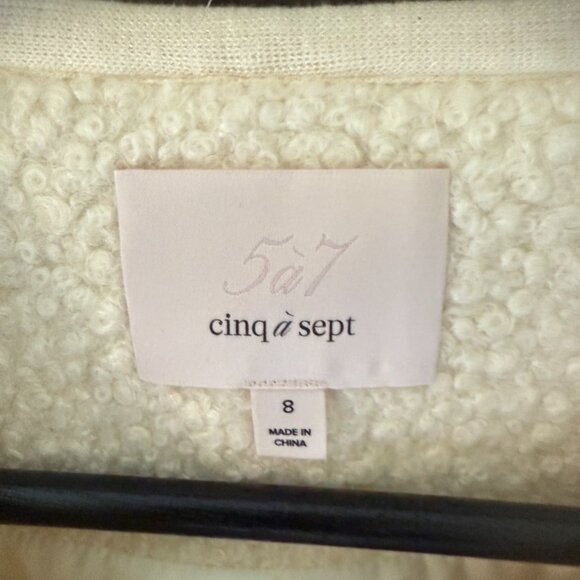 5à7
cinq à sept
8
MADE IN
CHINA